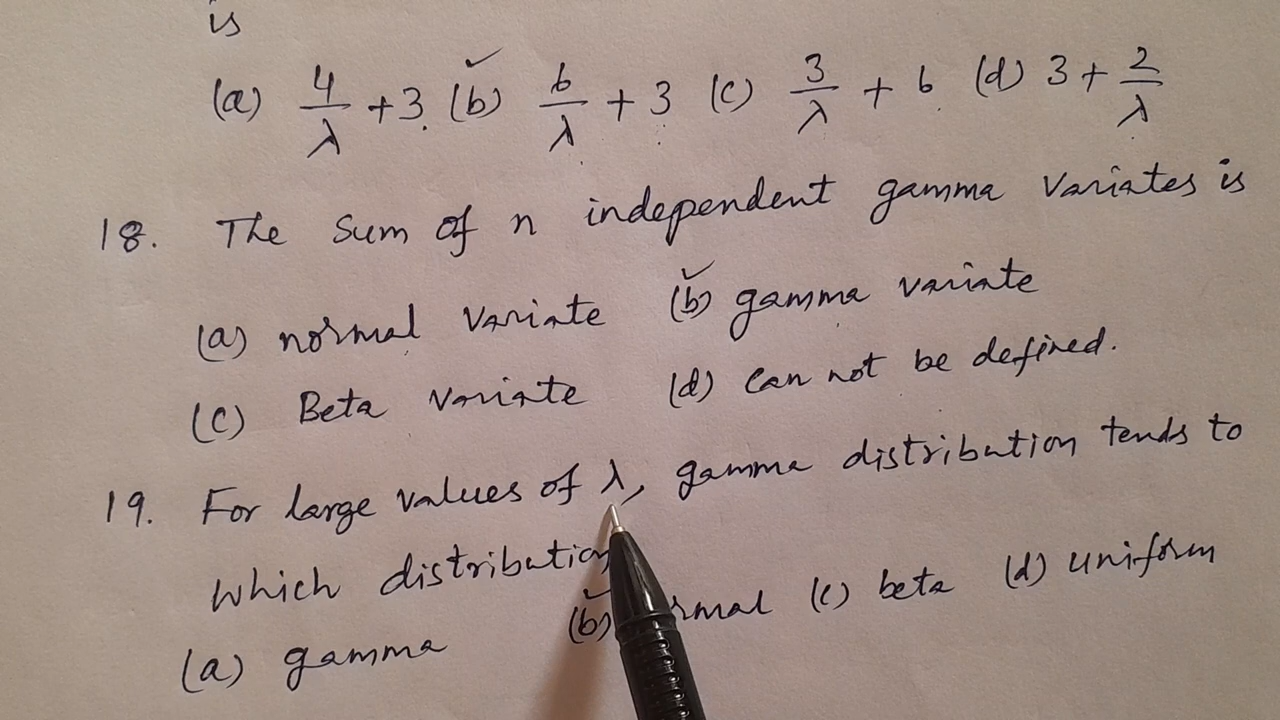 is
(a) 4/λ + 3. (b) 6/λ + 3 (c) 3/λ + 6 (d) 3 + 2/λ
18. The sum of n independent gamma variates is
(a) normal variate (b) gamma variate
(c) Beta variate (d) can not be defined.
19. For large values of λ, gamma distribution tends to
which distribution
(a) gamma (b) rmal (c) beta (d) uniform